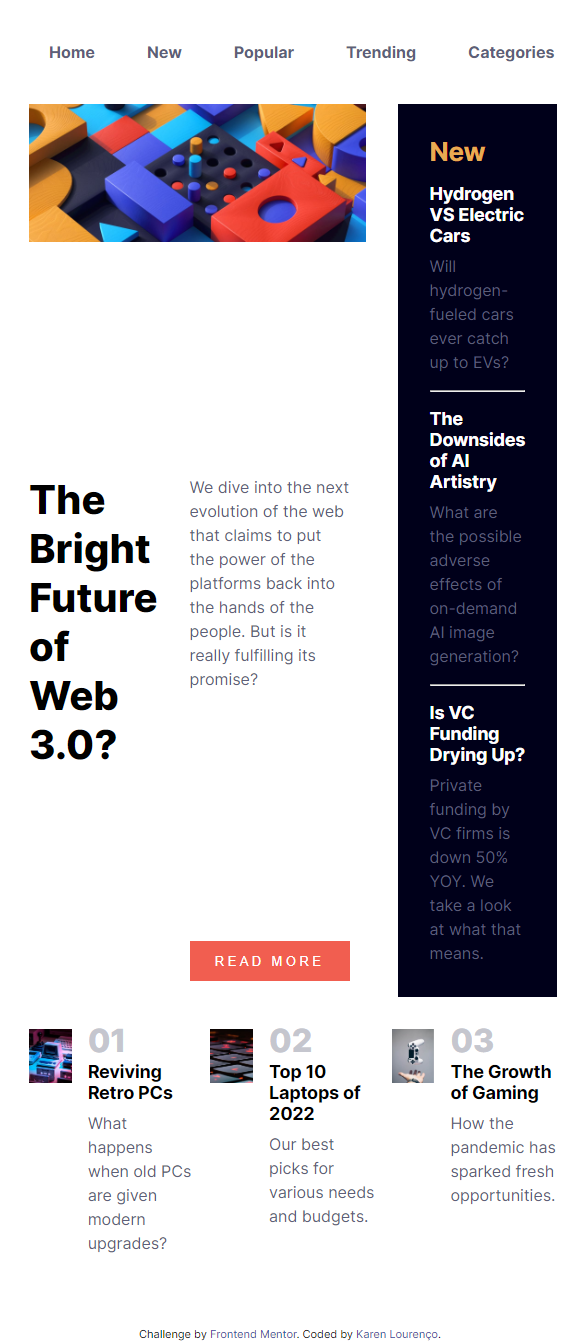 Home New Popular Trending Categories
The
Bright
Future
of
Web
3.0?
We dive into the next
evolution of the web
that claims to put
the power of the
platforms back into
the hands of the
people. But is it
really fulfilling its
promise?
READ MORE
New
Hydrogen
VS Electric
Cars
Will
hydrogen-
fueled cars
ever catch
up to EVs?
The
Downsides
of AI
Artistry
What are
the possible
adverse
effects of
on-demand
AI image
generation?
Is VC
Funding
Drying Up?
Private
funding by
VC firms is
down 50%
YOY. We
take a look
at what that
means.
01
Reviving
Retro PCs
What
happens
when old PCs
are given
modern
upgrades?
02
Top 10
Laptops of
2022
Our best
picks for
various needs
and budgets.
03
The Growth
of Gaming
How the
pandemic has
sparked fresh
opportunities.
Challenge by Frontend Mentor. Coded by Karen Lourenço.